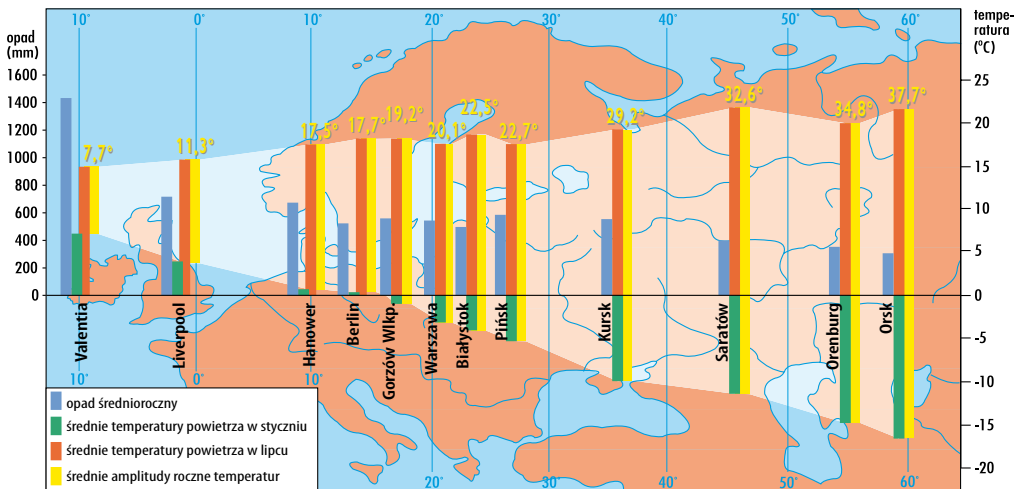 10° 0° 10° 20° 30° 40° 50° 60°
opad
(mm)
tempe-
ratura
(°C)
1600
1400
1200
1000
800
600
400
200
0
25
20
15
10
5
0
-5
-10
-15
-20
7,7°
11,3°
17,5°
17,7°
19,2°
20,1°
22,5°
22,7°
29,2°
32,6°
34,8°
37,7°
Valentia
Liverpool
Hanower
Berlin
Gorzów Wlkp
Warszawa
Białystok
Pińsk
Kursk
Saratów
Orenburg
Orsk
10° 0° 10° 20° 30° 40° 50° 60°
opad średnioroczny
średnie temperatury powietrza w styczniu
średnie temperatury powietrza w lipcu
średnie amplitudy roczne temperatur